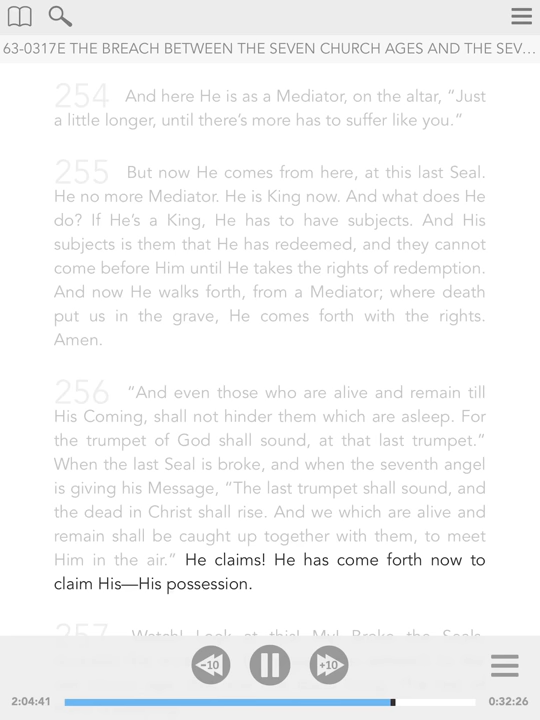 63-0317E THE BREACH BETWEEN THE SEVEN CHURCH AGES AND THE SEV...
254 And here He is as a Mediator, on the altar, “Just
a little longer, until there’s more has to suffer like you.”
255 But now He comes from here, at this last Seal.
He no more Mediator. He is King now. And what does He
do? If He’s a King, He has to have subjects. And His
subjects is them that He has redeemed, and they cannot
come before Him until He takes the rights of redemption.
And now He walks forth, from a Mediator; where death
put us in the grave, He comes forth with the rights.
Amen.
256 “And even those who are alive and remain till
His Coming, shall not hinder them which are asleep. For
the trumpet of God shall sound, at that last trumpet.”
When the last Seal is broke, and when the seventh angel
is giving his Message, “The last trumpet shall sound, and
the dead in Christ shall rise. And we which are alive and
remain shall be caught up together with them, to meet
Him in the air.” He claims! He has come forth now to
claim His—His possession.
257 Watch! Look at this! My! Broke the Seals,
-10 +10
2:04:41 0:32:26